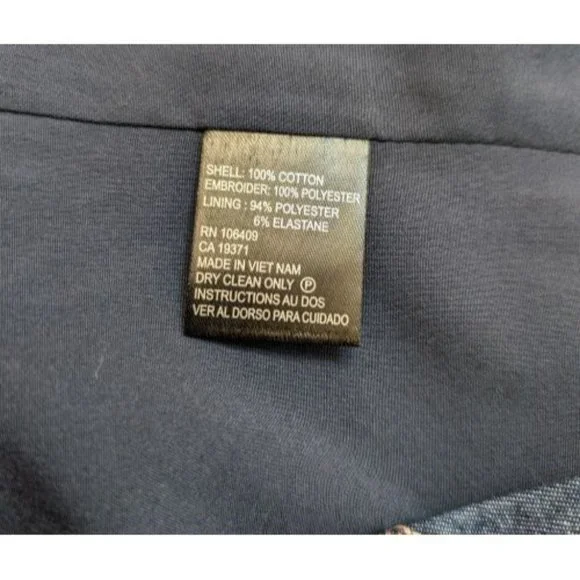 SHELL: 100% COTTON
EMBROIDER: 100% POLYESTER
LINING : 94% POLYESTER
6% ELASTANE
RN 106409
CA 19371
MADE IN VIET NAM
DRY CLEAN ONLY Ⓟ
INSTRUCTIONS AU DOS
VER AL DORSO PARA CUIDADO